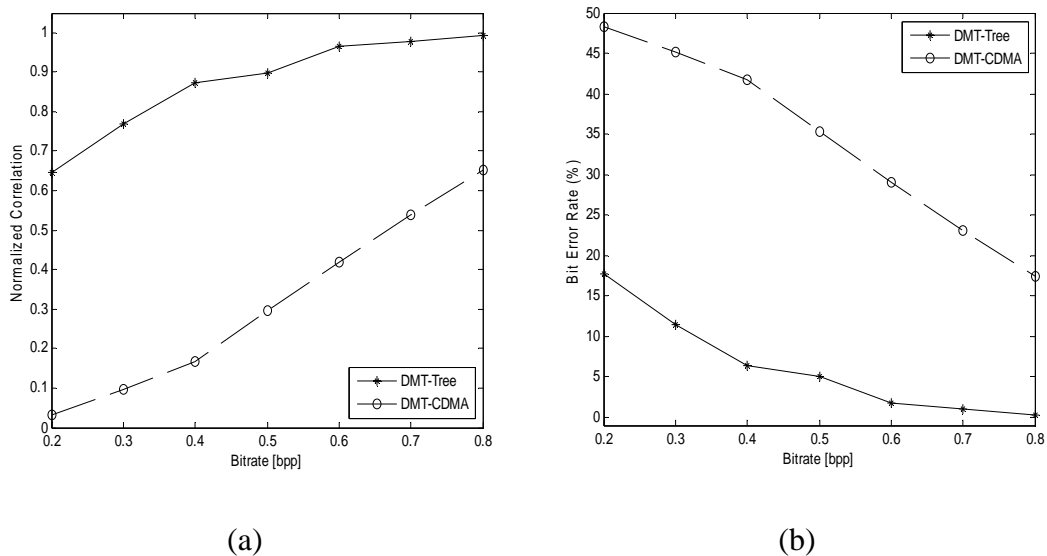 1
0.9
0.8
0.7
0.6
0.5
0.4
0.3
0.2
0.1
0
Normalized Correlation
DMT-Tree
DMT-CDMA
0.2 0.3 0.4 0.5 0.6 0.7 0.8
Bitrate [bpp]
(a)
50
45
40
35
30
25
20
15
10
5
0
Bit Error Rate (%)
DMT-Tree
DMT-CDMA
0.2 0.3 0.4 0.5 0.6 0.7 0.8
Bitrate [bpp]
(b)